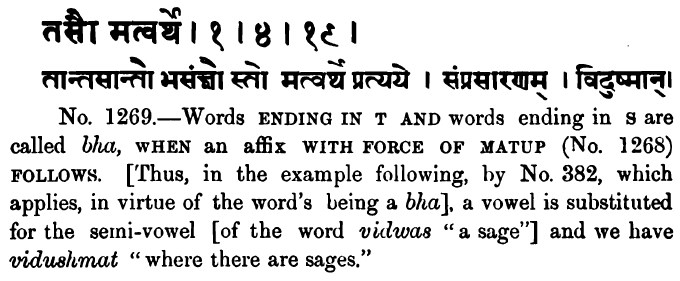 तसौ मत्वर्थे । १ । ४ । १९ ।
तान्तसान्तौ भसंज्ञौ स्तो मत्वर्थे प्रत्यये । संप्रसारणम् । विदुष्मान्।
No. 1269.—Words ENDING IN T AND words ending in S are
called bha, WHEN an affix WITH FORCE OF MATUP (No. 1268)
FOLLOWS. [Thus, in the example following, by No. 382, which
applies, in virtue of the word's being a bha], a vowel is substituted
for the semi-vowel [of the word vidwas “a sage”] and we have
vidushmat “where there are sages.”